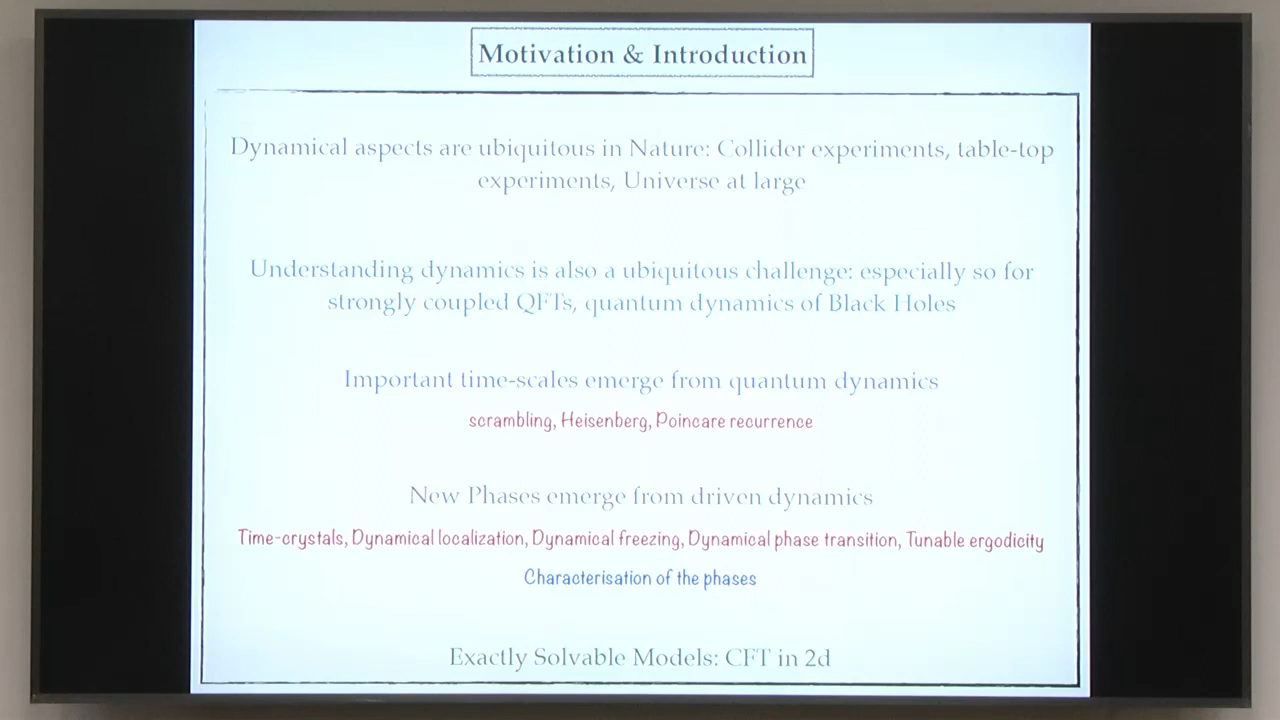 Motivation & Introduction
Dynamical aspects are ubiquitous in Nature: Collider experiments, table-top
experiments, Universe at large
Understanding dynamics is also a ubiquitous challenge: especially so for
strongly coupled QFTs, quantum dynamics of Black Holes
Important time-scales emerge from quantum dynamics
scrambling, Heisenberg, Poincare recurrence
New Phases emerge from driven dynamics
Time-crystals, Dynamical localization, Dynamical freezing, Dynamical phase transition, Tunable ergodicity
Characterisation of the phases
Exactly Solvable Models: CFT in 2d